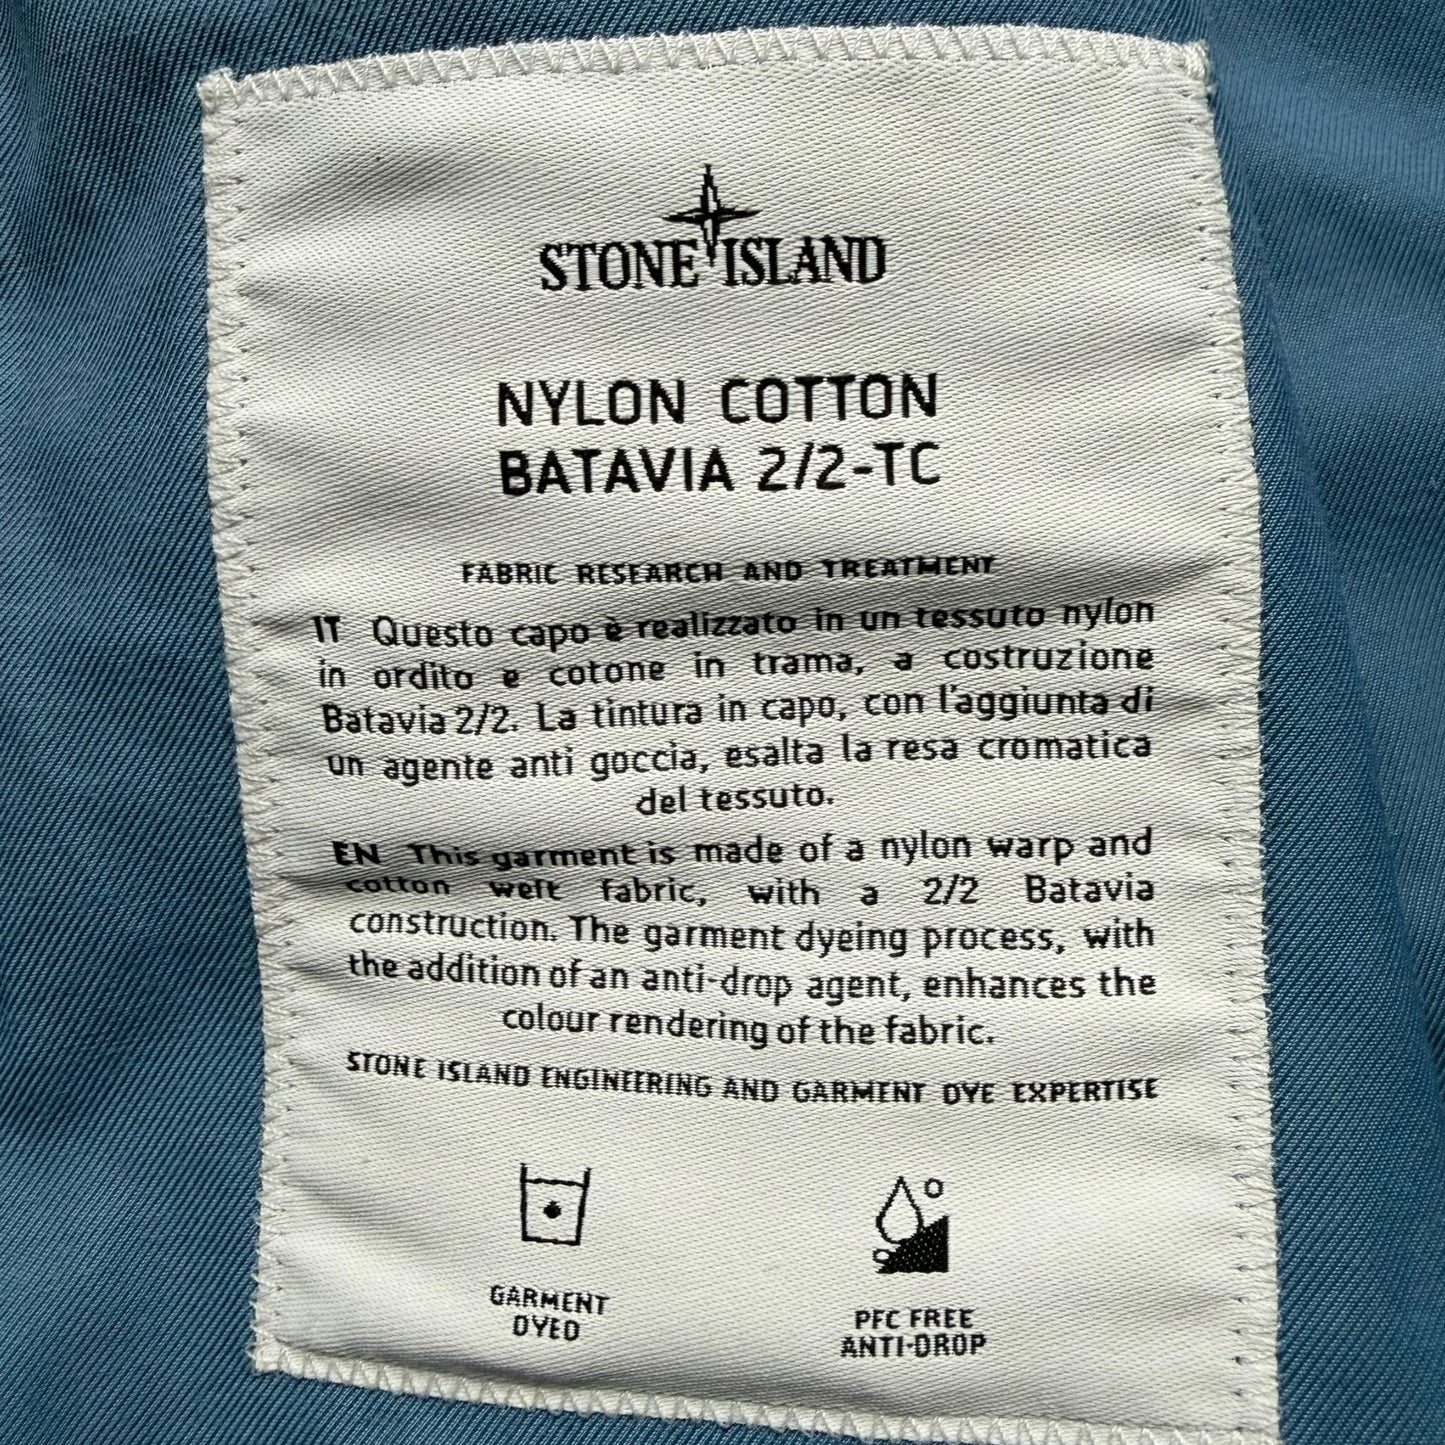 STONE ISLAND
NYLON COTTON
BATAVIA 2/2-TC
FABRIC RESEARCH AND TREATMENT
IT Questo capo è realizzato in un tessuto nylon
in ordito e cotone in trama, a costruzione
Batavia 2/2. La tintura in capo, con l'aggiunta di
un agente anti goccia, esalta la resa cromatica
del tessuto.
EN This garment is made of a nylon warp and
cotton weft fabric, with a 2/2 Batavia
construction. The garment dyeing process, with
the addition of an anti-drop agent, enhances the
colour rendering of the fabric.
STONE ISLAND ENGINEERING AND GARMENT DYE EXPERTISE
GARMENT
DYED
PFC FREE
ANTI-DROP